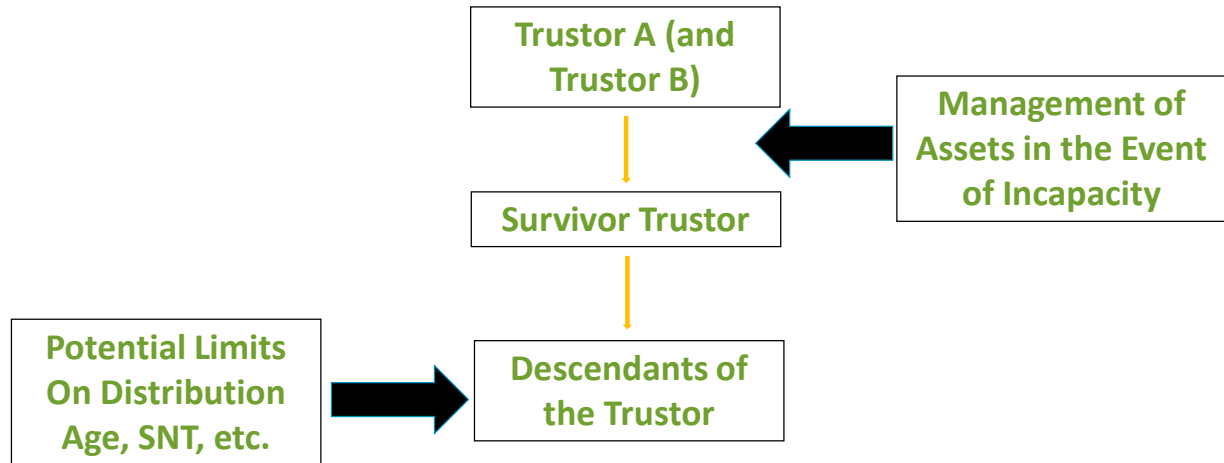 Trustor A (and
Trustor B)
Management of
Assets in the Event
of Incapacity
Survivor Trustor
Potential Limits
On Distribution
Age, SNT, etc.
Descendants of
the Trustor